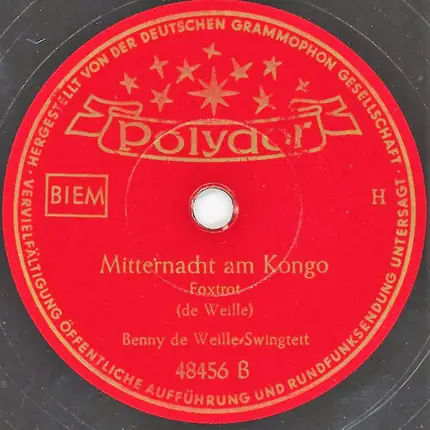 HERGESTELLT VON DER DEUTSCHEN GRAMMOPHON GESELLSCHAFT ·
Polydor
BIEM
H
Mitternacht am Kongo
Foxtrot
(de Weille)
Benny de Weille-Swingtett
48456 B
VERVIELFÄLTIGUNG ÖFFENTLICHE AUFFÜHRUNG UND RUNDFUNKSENDUNG UNTERSAGT ·